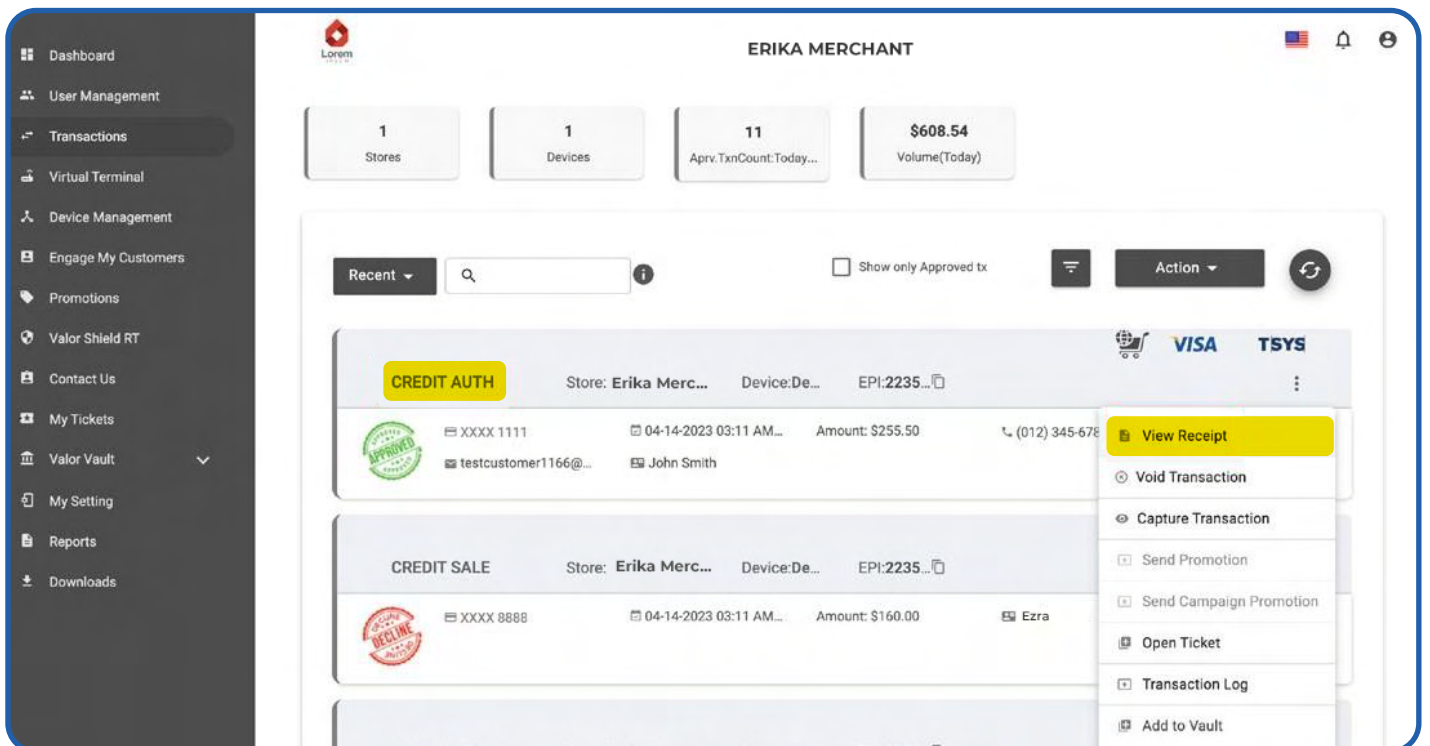 Dashboard
User Management
Transactions
Virtual Terminal
Device Management
Engage My Customers
Promotions
Valor Shield RT
Contact Us
My Tickets
Valor Vault
My Setting
Reports
Downloads
Lorem
ERIKA MERCHANT
1
Stores
1
Devices
11
Aprv.TxnCount:Today...
$608.54
Volume(Today)
Recent
Show only Approved tx
Action
VISA TSYS
CREDIT AUTH Store: Erika Merc... Device:De... EPI:2235...
APPROVED
XXXX 1111 04-14-2023 03:11 AM... Amount: $255.50 (012) 345-678
testcustomer1166@... John Smith
CREDIT SALE Store: Erika Merc... Device:De... EPI:2235...
DECLINE
XXXX 8888 04-14-2023 03:11 AM... Amount: $160.00 Ezra
View Receipt
Void Transaction
Capture Transaction
Send Promotion
Send Campaign Promotion
Open Ticket
Transaction Log
Add to Vault